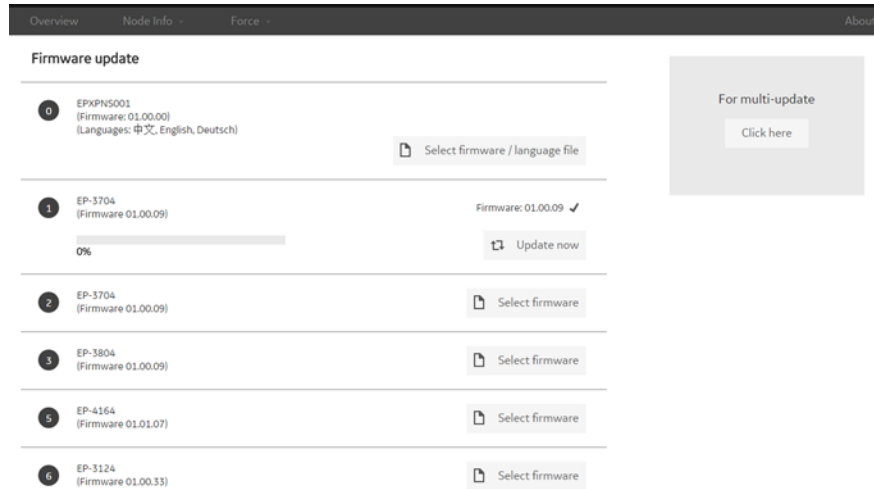 Overview Node Info Force About
Firmware update
0
EPXPNS001
(Firmware: 01.00.00)
(Languages: 中文, English, Deutsch)
Select firmware / language file
For multi-update
Click here
1
EP-3704
(Firmware 01.00.09)
Firmware: 01.00.09
0%
Update now
2
EP-3704
(Firmware 01.00.09)
Select firmware
3
EP-3804
(Firmware 01.00.09)
Select firmware
5
EP-4164
(Firmware 01.01.07)
Select firmware
6
EP-3124
(Firmware 01.00.33)
Select firmware